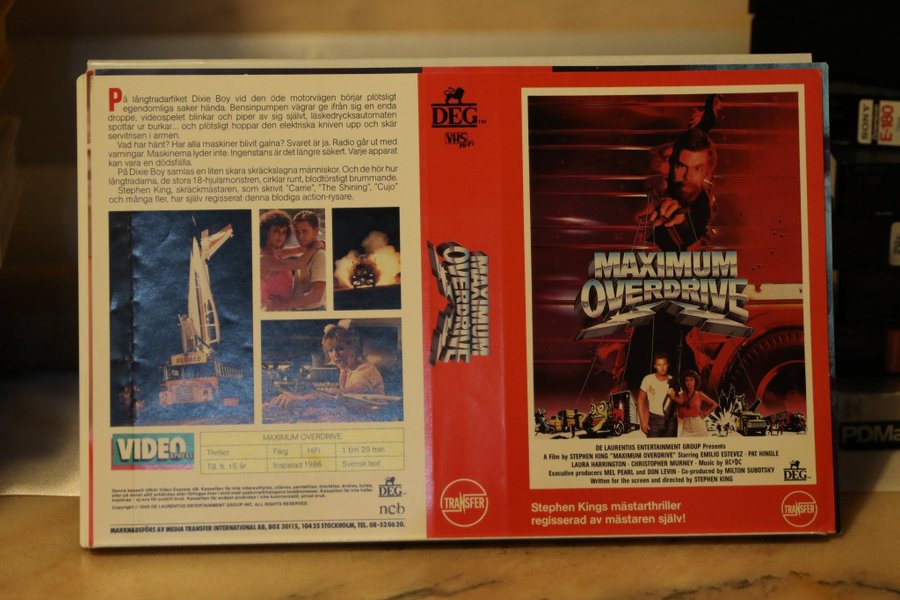 På långtradarfiket Dixie Boy vid den öde motorvägen börjar plötsligt
egendomliga saker hända. Bensinpumpen vägrar ge ifrån sig en enda
droppe, videospelet blinkar och piper av sig självt, läskedrycksautomaten
spottar ur burkar... och plötsligt hoppar den elektriska kniven upp och skär
servitrisen i armen.
Vad har hänt? Har alla maskiner blivit galna? Svaret är ja. Radio går ut med
varningar. Maskinerna lyder inte. Ingenstans är det längre säkert. Varje apparat
kan vara en dödsfälla.
På Dixie Boy samlas en liten skara skräckslagna människor. Och de hör hur
långtradarna, de stora 18-hjulsmonstren, cirklar runt, blodtörstigt brummande.
Stephen King, skräckmästaren, som skrivit "Carrie", "The Shining", "Cujo"
och många fler, har själv regisserat denna blodiga action-rysare.
VIDEO
XPRESS
MAXIMUM OVERDRIVE
Thriller Färg HiFi 1 tim 29 min
Till. fr. 15 år Inspelad 1986 Svensk text
DEG
ncb
MARKNADSFÖRS AV MEDIA TRANSFER INTERNATIONAL AB, BOX 30115, 104 25 STOCKHOLM, TEL. 08-52 06 20.
DEG TM
VHS
HiFi
MAXIMUM
OVERDRIVE
TRANSFER
MAXIMUM
OVERDRIVE
DE LAURENTIIS ENTERTAINMENT GROUP Presents
A Film by STEPHEN KING "MAXIMUM OVERDRIVE" Starring EMILIO ESTEVEZ · PAT HINGLE
LAURA HARRINGTON · CHRISTOPHER MURNEY · Music by AC⚡DC
Executive producers MEL PEARL and DON LEVIN · Co-produced by MILTON SUBOTSKY
Written for the screen and directed by STEPHEN KING
DEG
Stephen Kings mästarthriller
regisserad av mästaren själv!
TRANSFER
SONY
E-180
PDMa